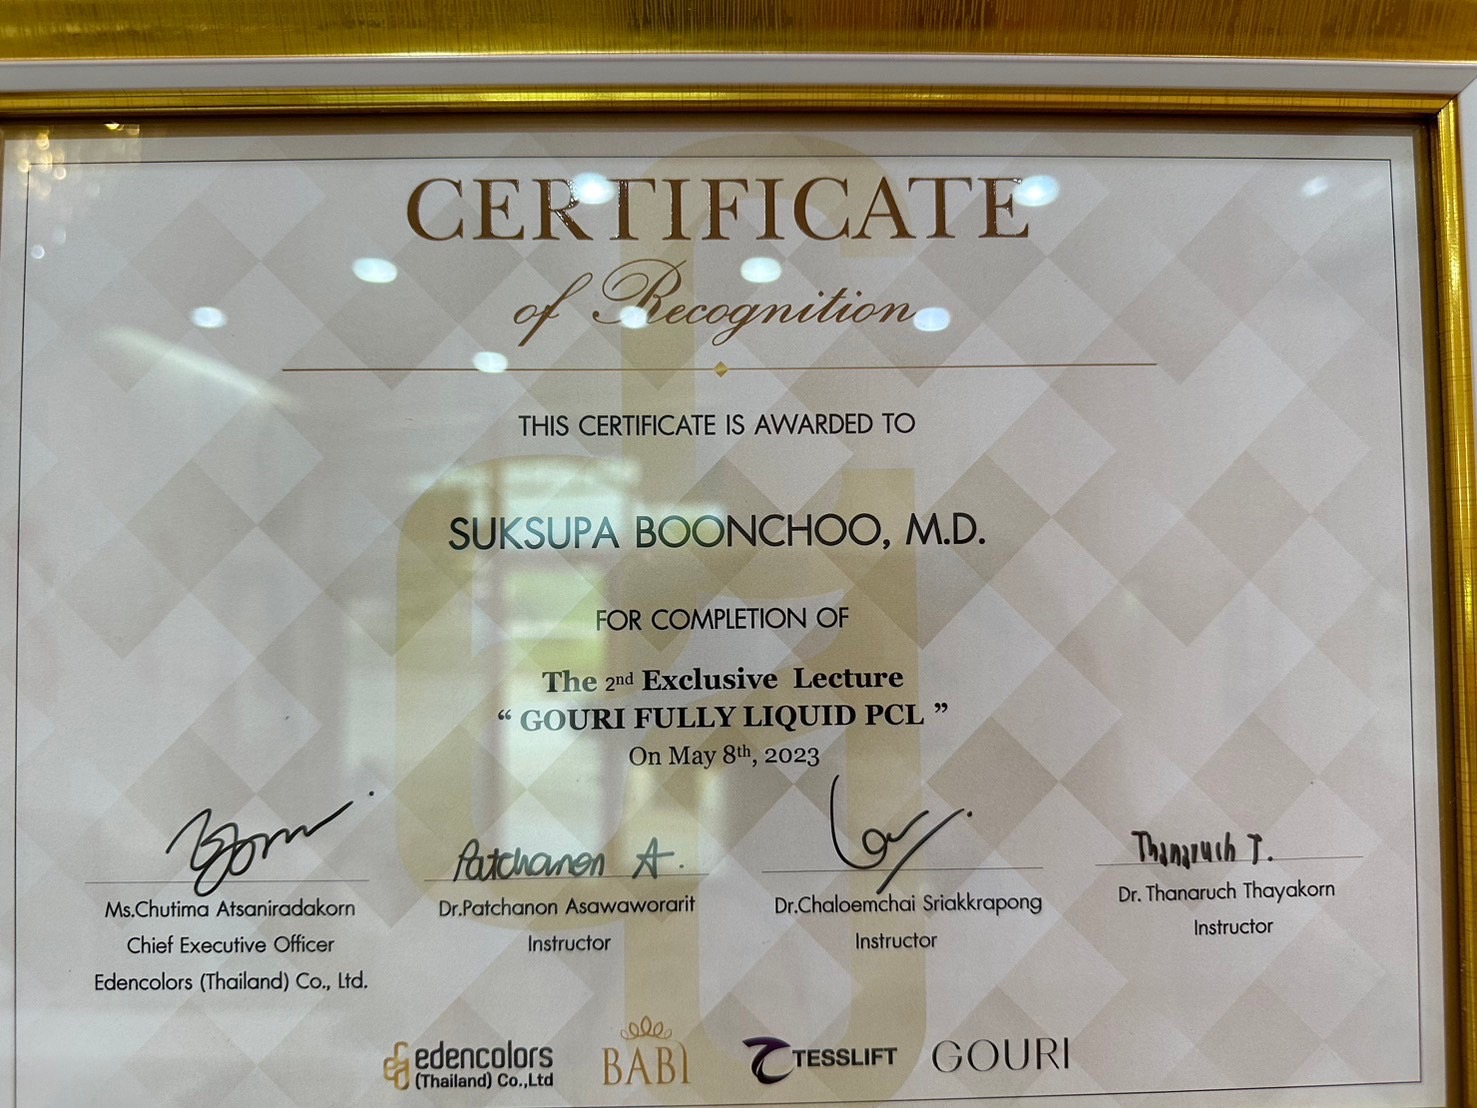 CERTIFICATE
of Recognition
THIS CERTIFICATE IS AWARDED TO
SUKSUPA BOONCHOO, M.D.
FOR COMPLETION OF
The 2nd Exclusive Lecture
“ GOURI FULLY LIQUID PCL ”
On May 8th, 2023
Patchanon A.
Thanaruch T.
Ms.Chutima Atsaniradakorn
Chief Executive Officer
Edencolors (Thailand) Co., Ltd.
Dr.Patchanon Asawaworarit
Instructor
Dr.Chaloemchai Sriakkrapong
Instructor
Dr. Thanaruch Thayakorn
Instructor
edencolors
(Thailand) Co.,Ltd
BABI
TESSLIFT
GOURI